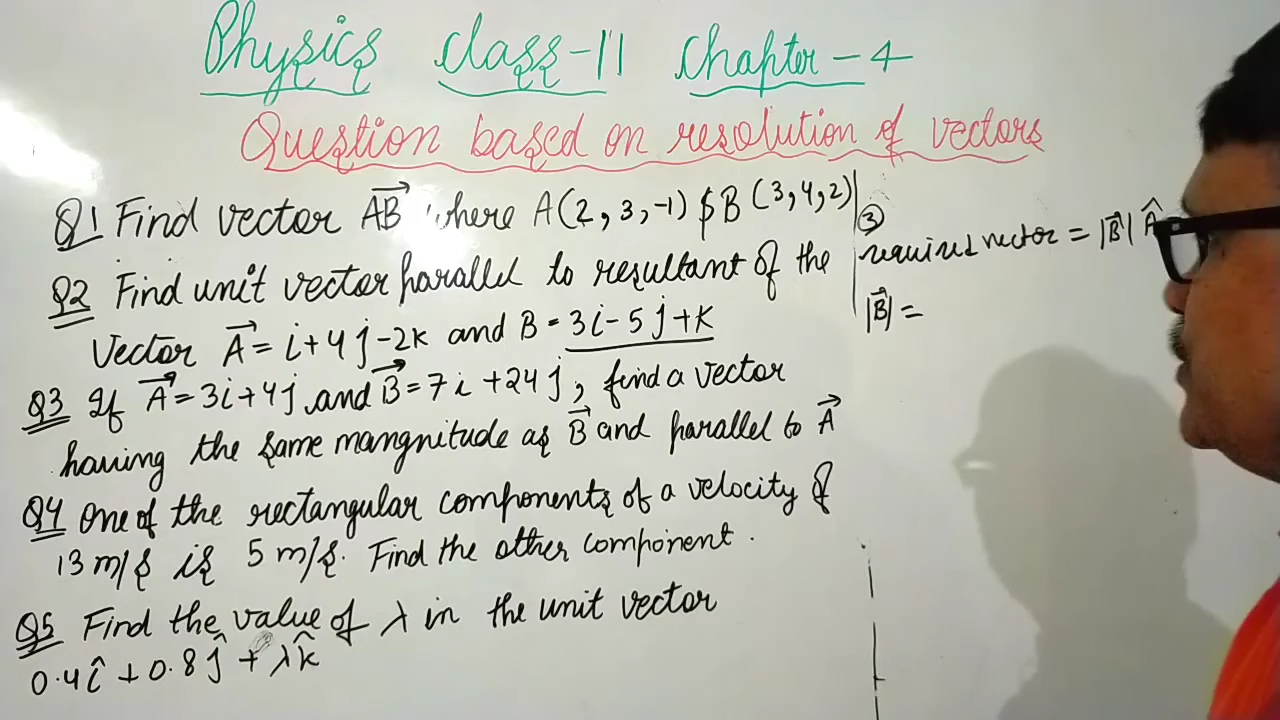 Physics Class-11 Chapter-4
Question based on resolution of vectors
Q1 Find vector AB⃗ where A(2,3,-1) & B (3,4,2)
Q2 Find unit vector parallel to resultant of the
Vector A⃗ = i+4j-2k and B = 3i-5j+k
Q3 If A⃗ = 3i+4j and B⃗ = 7i+24j, find a vector
having the same mangnitude as B⃗ and parallel to A⃗
Q4 One of the rectangular components of a velocity of
13 m/s is 5 m/s. Find the other component.
Q5 Find the value of λ in the unit vector
0.4î + 0.8ĵ + λk̂
③
required vector = |B⃗| Â
|B⃗| =